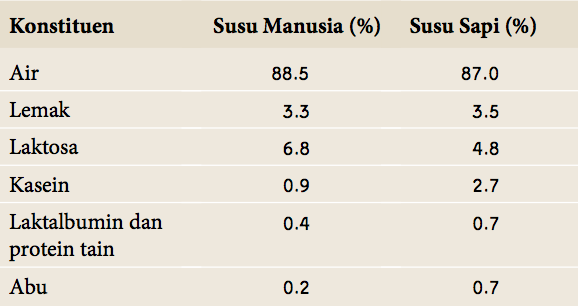 Konstituen Susu Manusia (%) Susu Sapi (%)
Air 88.5 87.0
Lemak 3.3 3.5
Laktosa 6.8 4.8
Kasein 0.9 2.7
Laktalbumin dan 0.4 0.7
protein tain
Abu 0.2 0.7